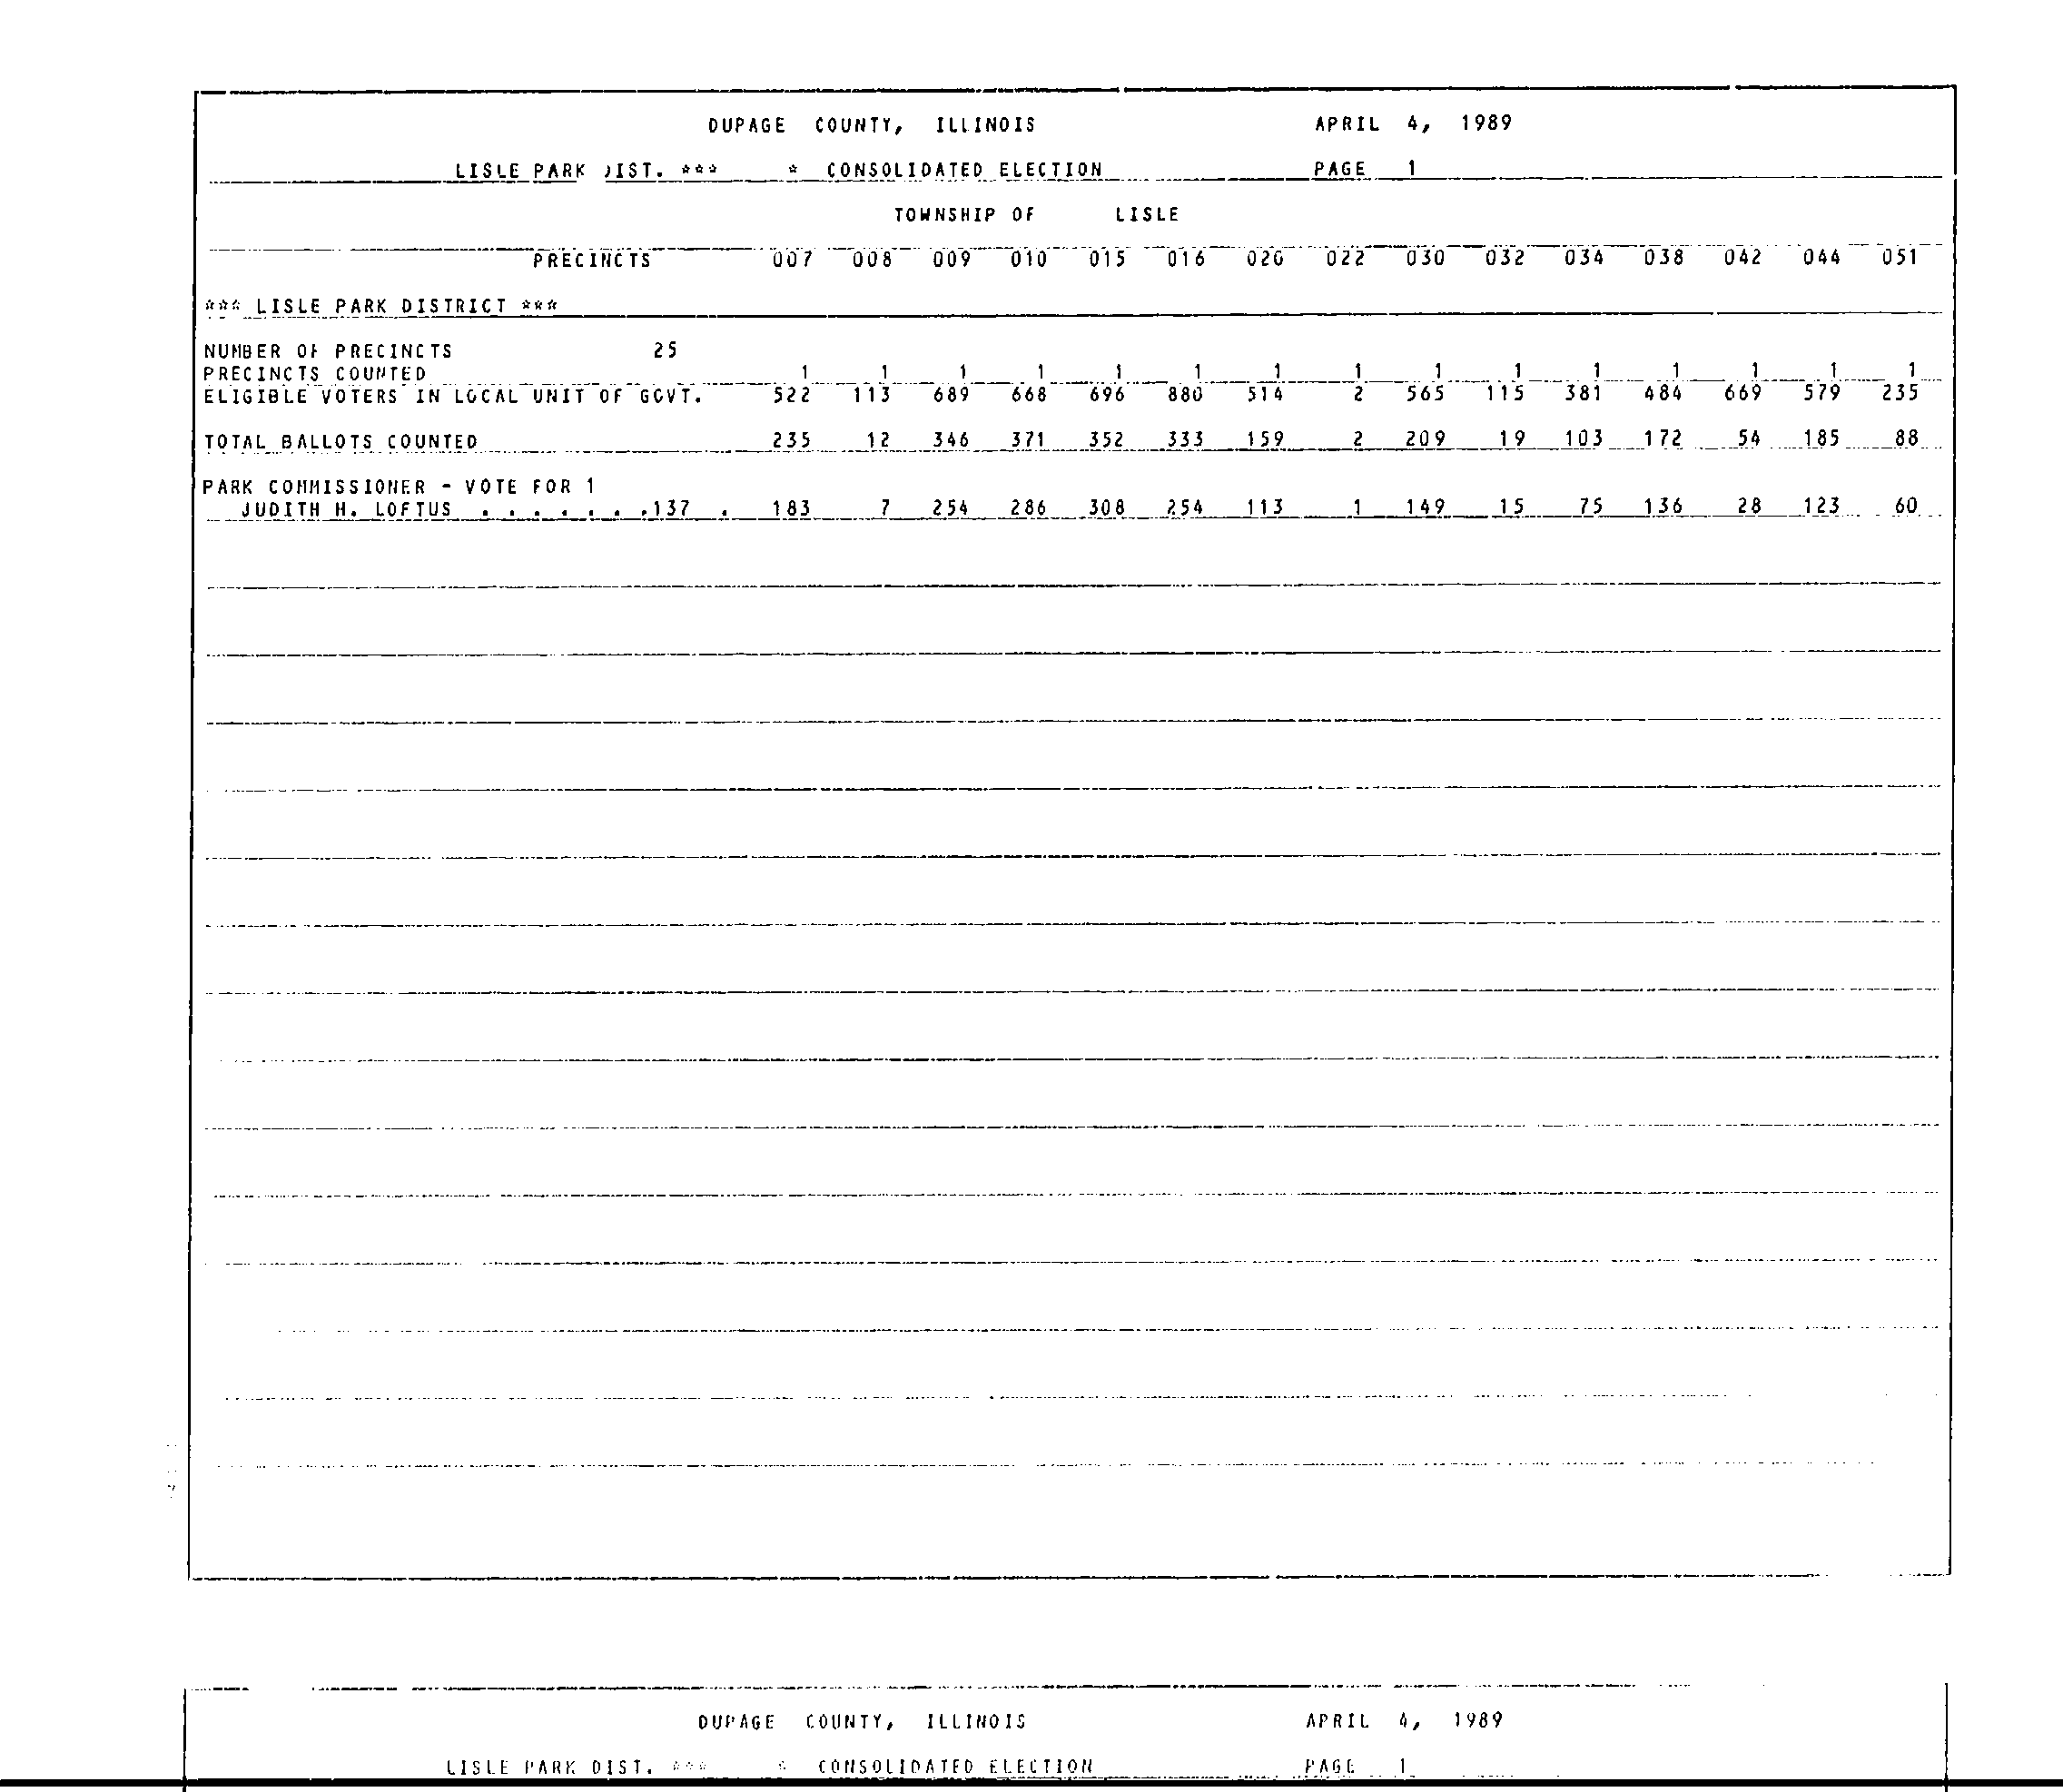 DUPAGE COUNTY, ILLINOIS APRIL 4, 1989
LISLE PARK DIST. *** * CONSOLIDATED ELECTION PAGE 1
TOWNSHIP OF LISLE
PRECINCTS 007 008 009 010 015 016 020 022 030 032 034 038 042 044 051
*** LISLE PARK DISTRICT ***
NUMBER OF PRECINCTS 25
PRECINCTS COUNTED 1 1 1 1 1 1 1 1 1 1 1 1 1 1 1
ELIGIBLE VOTERS IN LOCAL UNIT OF GOVT. 522 113 689 668 696 880 514 2 565 115 381 484 669 579 235
TOTAL BALLOTS COUNTED 235 12 346 371 352 333 159 2 209 19 103 172 54 185 88
PARK COMMISSIONER - VOTE FOR 1
JUDITH H. LOFTUS . . . . . . .137 . 183 7 254 286 308 254 113 1 149 15 75 136 28 123 60
DUPAGE COUNTY, ILLINOIS APRIL 4, 1989
LISLE PARK DIST. *** * CONSOLIDATED ELECTION PAGE 1